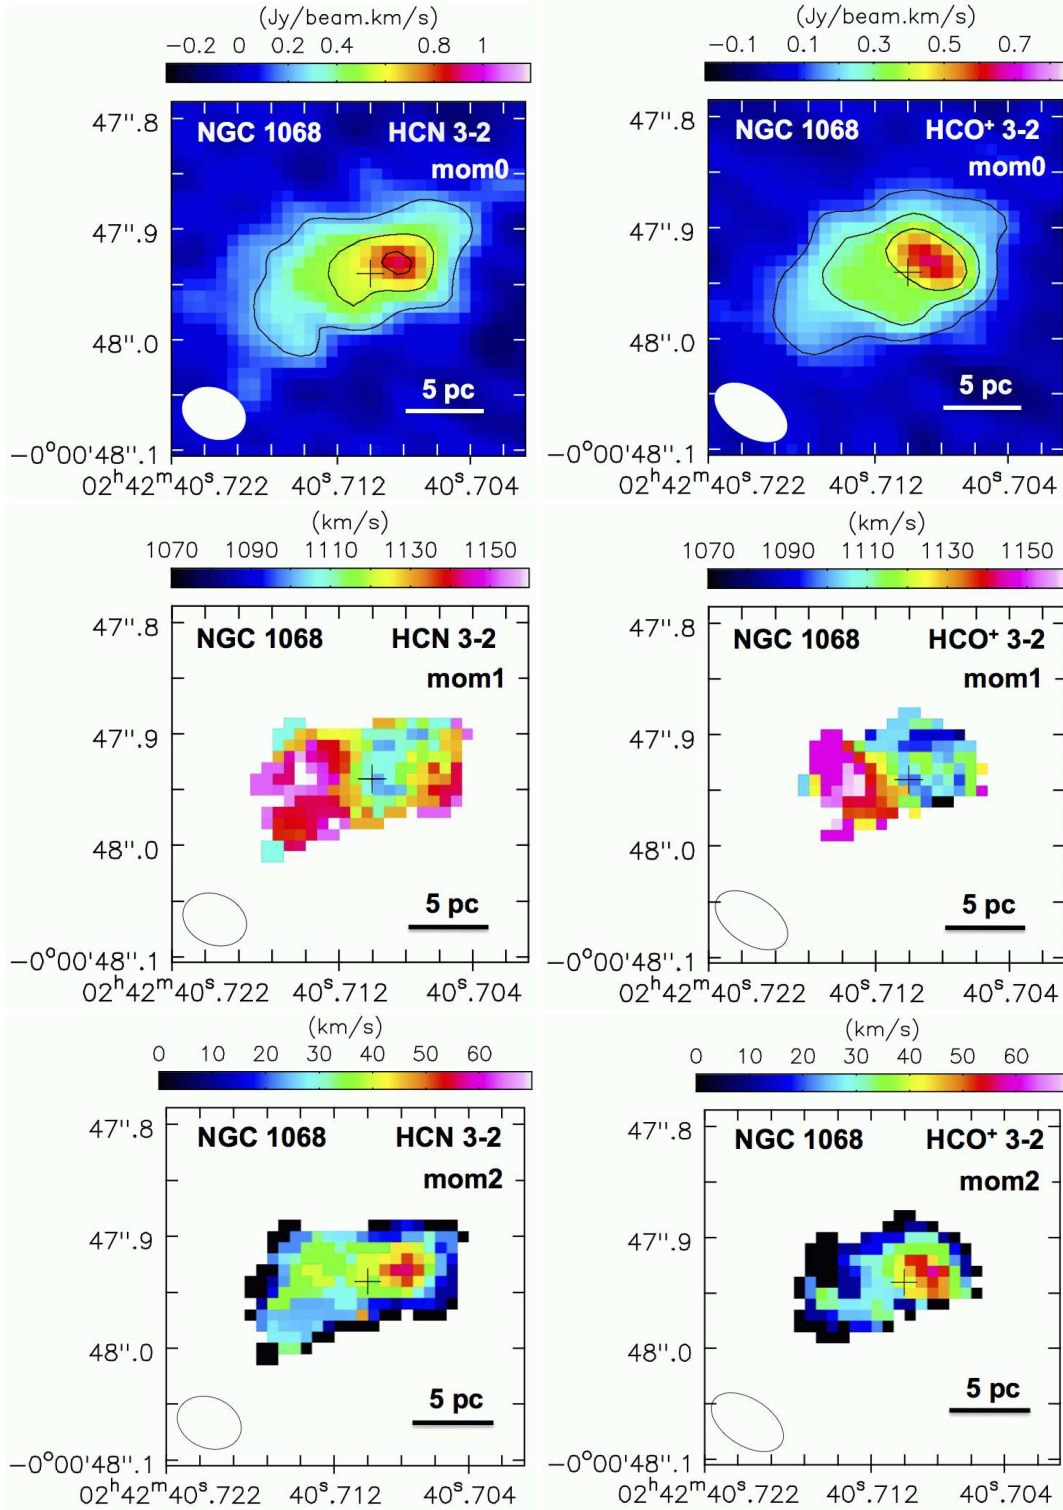 (Jy/beam.km/s)
−0.2 0 0.2 0.4 0.8 1
NGC 1068 HCN 3-2
mom0
47".8
47".9
48".0
−0°00'48".1
5 pc
02ʰ42ᵐ40ˢ.722 40ˢ.712 40ˢ.704
(Jy/beam.km/s)
−0.1 0.1 0.3 0.5 0.7
NGC 1068 HCO⁺ 3-2
mom0
47".8
47".9
48".0
−0°00'48".1
5 pc
02ʰ42ᵐ40ˢ.722 40ˢ.712 40ˢ.704
(km/s)
1070 1090 1110 1130 1150
NGC 1068 HCN 3-2
mom1
47".8
47".9
48".0
−0°00'48".1
5 pc
02ʰ42ᵐ40ˢ.722 40ˢ.712 40ˢ.704
(km/s)
1070 1090 1110 1130 1150
NGC 1068 HCO⁺ 3-2
mom1
47".8
47".9
48".0
−0°00'48".1
5 pc
02ʰ42ᵐ40ˢ.722 40ˢ.712 40ˢ.704
(km/s)
0 10 20 30 40 50 60
NGC 1068 HCN 3-2
mom2
47".8
47".9
48".0
−0°00'48".1
5 pc
02ʰ42ᵐ40ˢ.722 40ˢ.712 40ˢ.704
(km/s)
0 10 20 30 40 50 60
NGC 1068 HCO⁺ 3-2
mom2
47".8
47".9
48".0
−0°00'48".1
5 pc
02ʰ42ᵐ40ˢ.722 40ˢ.712 40ˢ.704